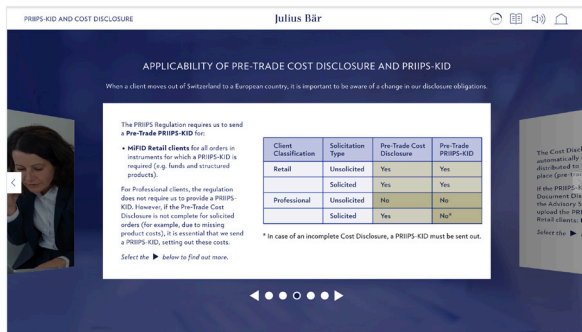 PRIIPS-KID AND COST DISCLOSURE
Julius Bär
APPLICABILITY OF PRE-TRADE COST DISCLOSURE AND PRIIPS-KID
When a client moves out of Switzerland to a European country, it is important to be aware of a change in our disclosure obligations.
The PRIIPS Regulation requires us to send
a Pre-Trade PRIIPS-KID for:
• MiFID Retail clients for all orders in
instruments for which a PRIIPS-KID is
required (e.g. funds and structured
products).
For Professional clients, the regulation
does not require us to provide a PRIIPS-
KID. However, if the Pre-Trade Cost
Disclosure is not complete for solicited
orders (for example, due to missing
product costs), it is essential that we send
a PRIIPS-KID, setting out these costs.
Select the ▶ below to find out more.
Client Classification Solicitation Type Pre-Trade Cost Disclosure Pre-Trade PRIIPS-KID
Retail Unsolicited Yes Yes
Solicited Yes Yes
Professional Unsolicited No No
Solicited Yes No*
* In case of an incomplete Cost Disclosure, a PRIIPS-KID must be sent out.
The Cost Discl
automatically
distributed to
place (pre-trad
If the PRIIPS-K
Document Dis
the Advisory S
upload the PRI
Retail clients.
Select the ▶